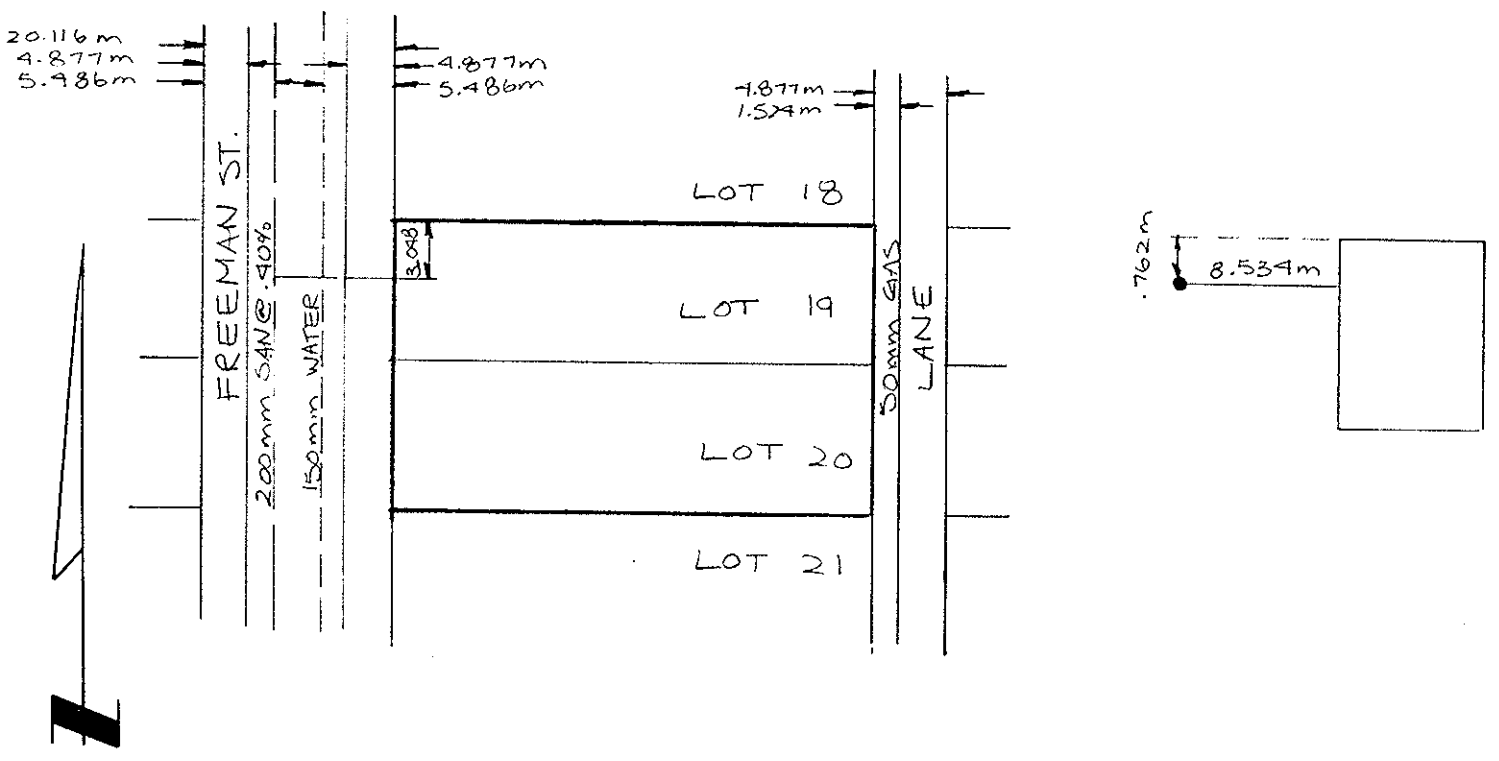 20.116m
4.877m
5.486m
4.877m
5.486m
4.877m
1.524m
FREEMAN ST.
200mm SAN@.40%
150mm WATER
3.048
LOT 18
LOT 19
LOT 20
LOT 21
50mm GAS
LANE
.762m
8.534m